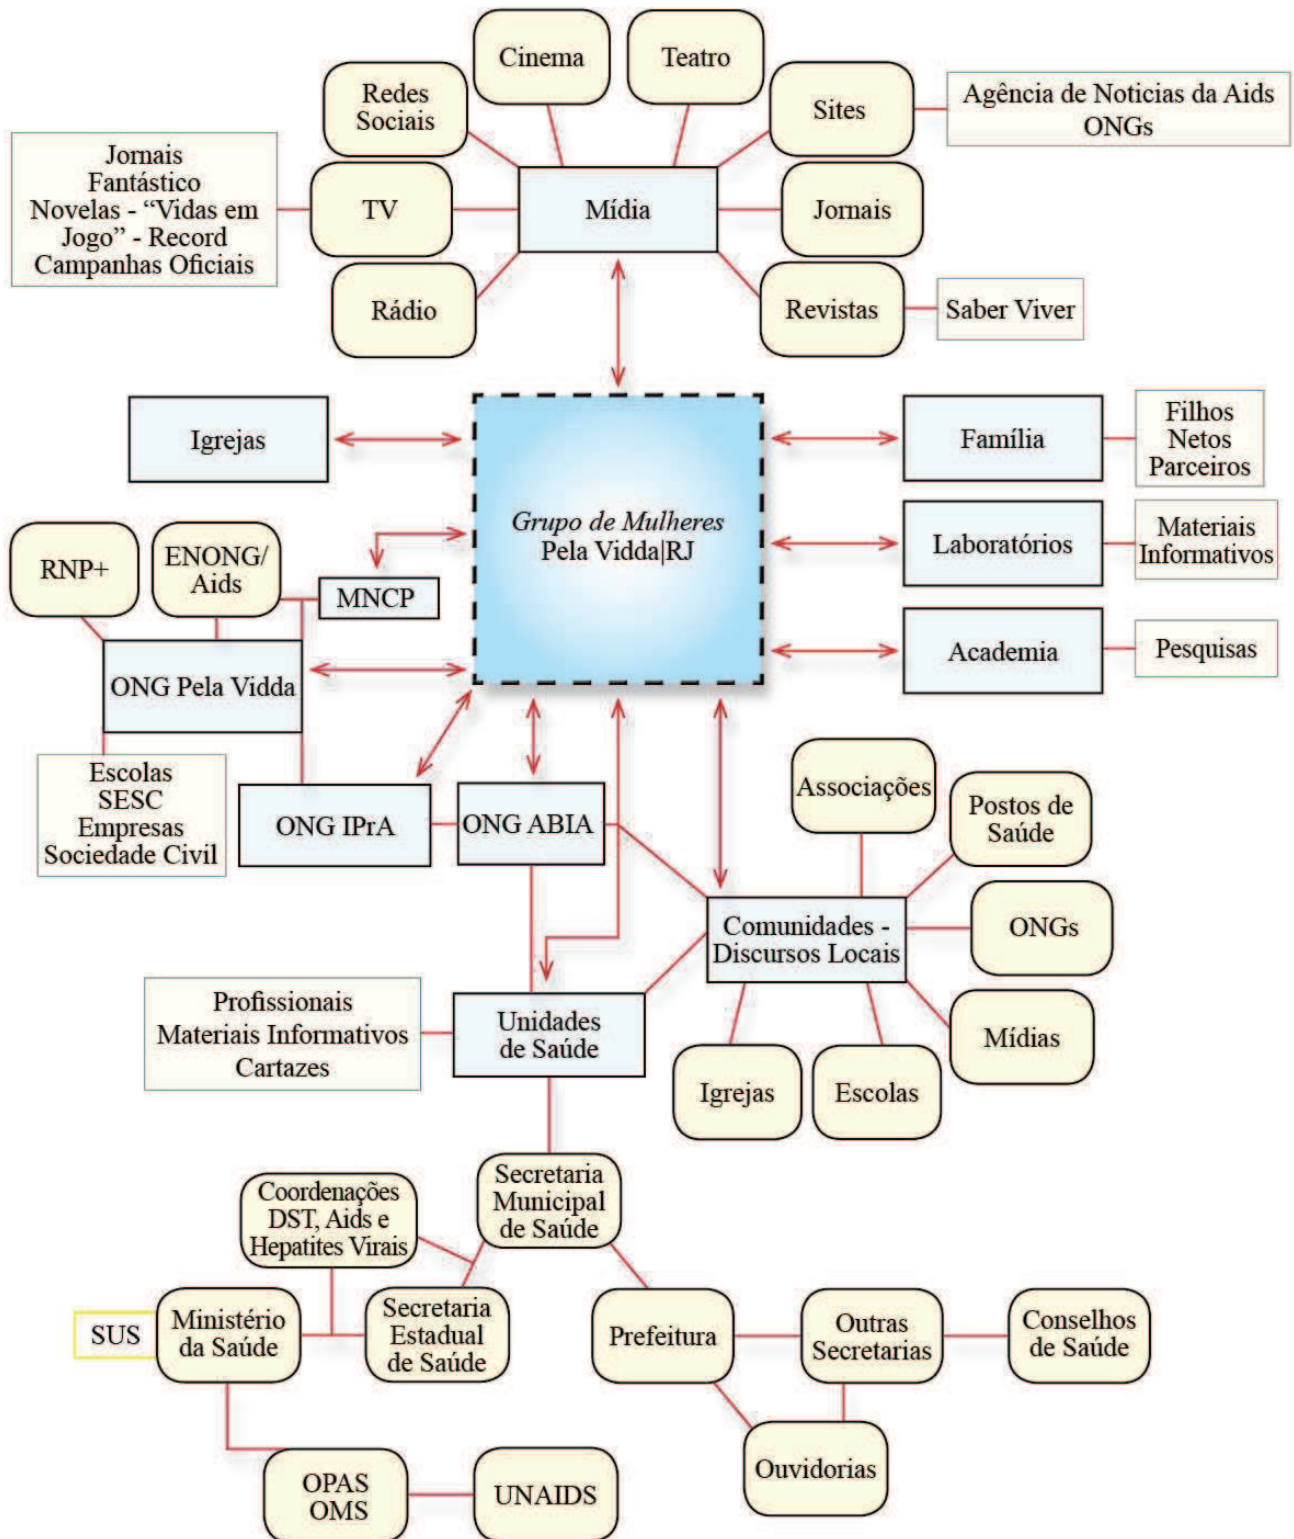 Cinema
Teatro
Redes
Sociais
Sites
Agência de Noticias da Aids
ONGs
Jornais
Fantástico
Novelas - “Vidas em
Jogo” - Record
Campanhas Oficiais
TV
Mídia
Jornais
Rádio
Revistas
Saber Viver
Igrejas
Grupo de Mulheres
Pela Vidda|RJ
Família
Filhos
Netos
Parceiros
Laboratórios
Materiais
Informativos
Academia
Pesquisas
RNP+
ENONG/
Aids
MNCP
ONG Pela Vidda
Escolas
SESC
Empresas
Sociedade Civil
ONG IPrA
ONG ABIA
Associações
Postos de
Saúde
Comunidades -
Discursos Locais
ONGs
Mídias
Igrejas
Escolas
Profissionais
Materiais Informativos
Cartazes
Unidades
de Saúde
Secretaria
Municipal
de Saúde
Coordenações
DST, Aids e
Hepatites Virais
SUS
Ministério
da Saúde
Secretaria
Estadual
de Saúde
Prefeitura
Outras
Secretarias
Conselhos
de Saúde
Ouvidorias
OPAS
OMS
UNAIDS